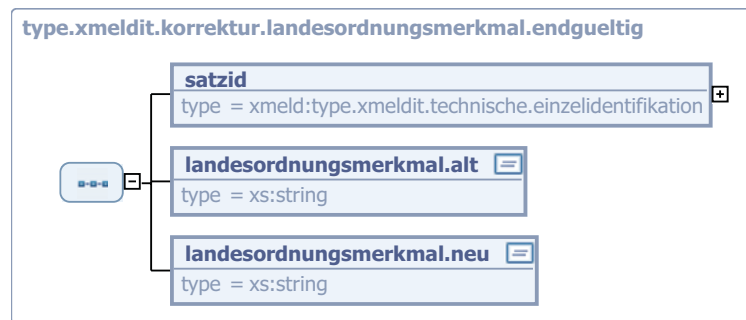 type.xmeldit.korrektur.landesordnungsmerkmal.endgueltig
satzid
type = xmeld:type.xmeldit.technische.einzelidentifikation
landesordnungsmerkmal.alt
type = xs:string
landesordnungsmerkmal.neu
type = xs:string